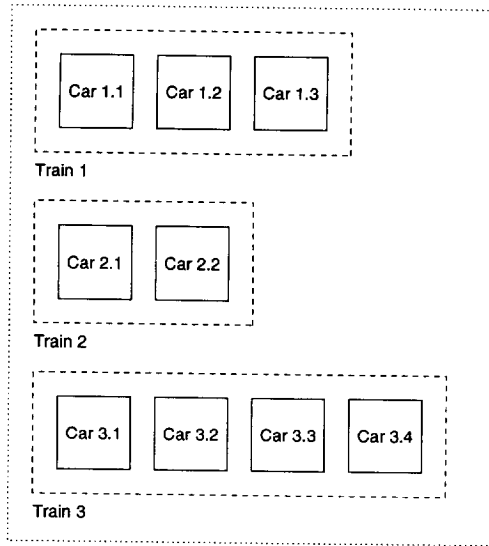 Car 1.1 Car 1.2 Car 1.3
Train 1
Car 2.1 Car 2.2
Train 2
Car 3.1 Car 3.2 Car 3.3 Car 3.4
Train 3